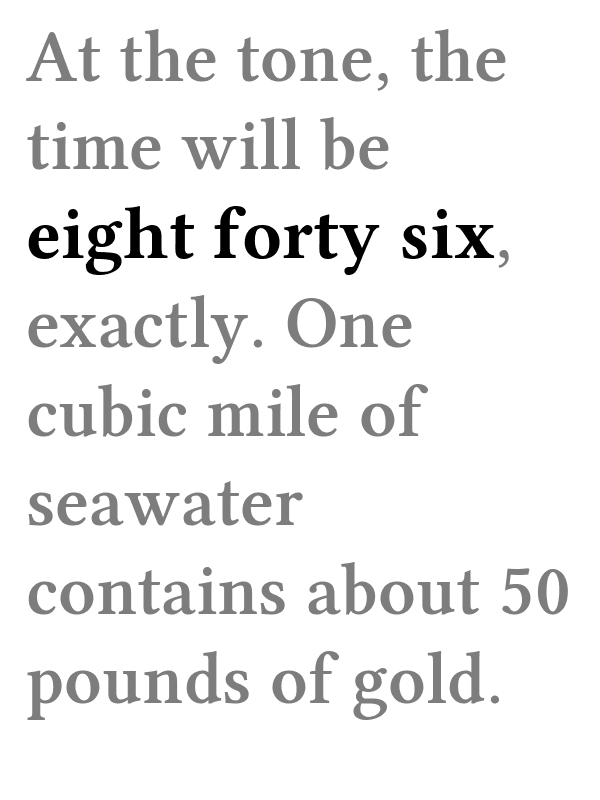 At the tone, the
time will be
eight forty six,
exactly. One
cubic mile of
seawater
contains about 50
pounds of gold.